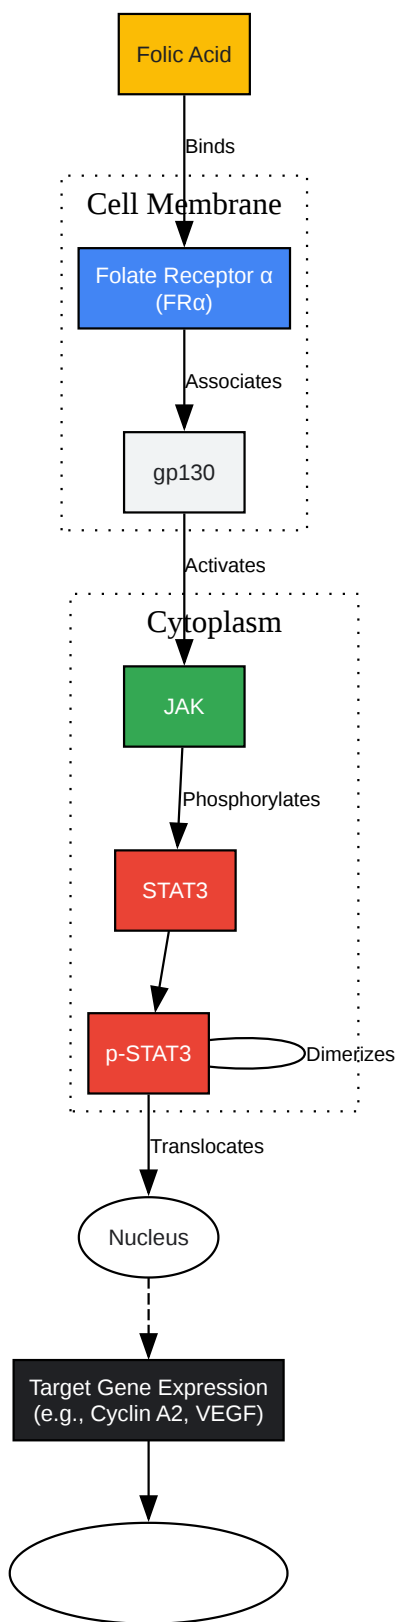 Folic Acid
Binds
Cell Membrane
Folate Receptor α
(FRα)
Associates
gp130
Activates
Cytoplasm
JAK
Phosphorylates
STAT3
p-STAT3
Dimerizes
Translocates
Nucleus
Target Gene Expression
(e.g., Cyclin A2, VEGF)